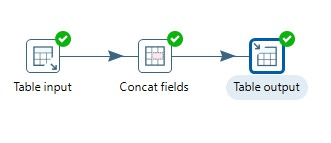 Table input
Concat fields
Table output